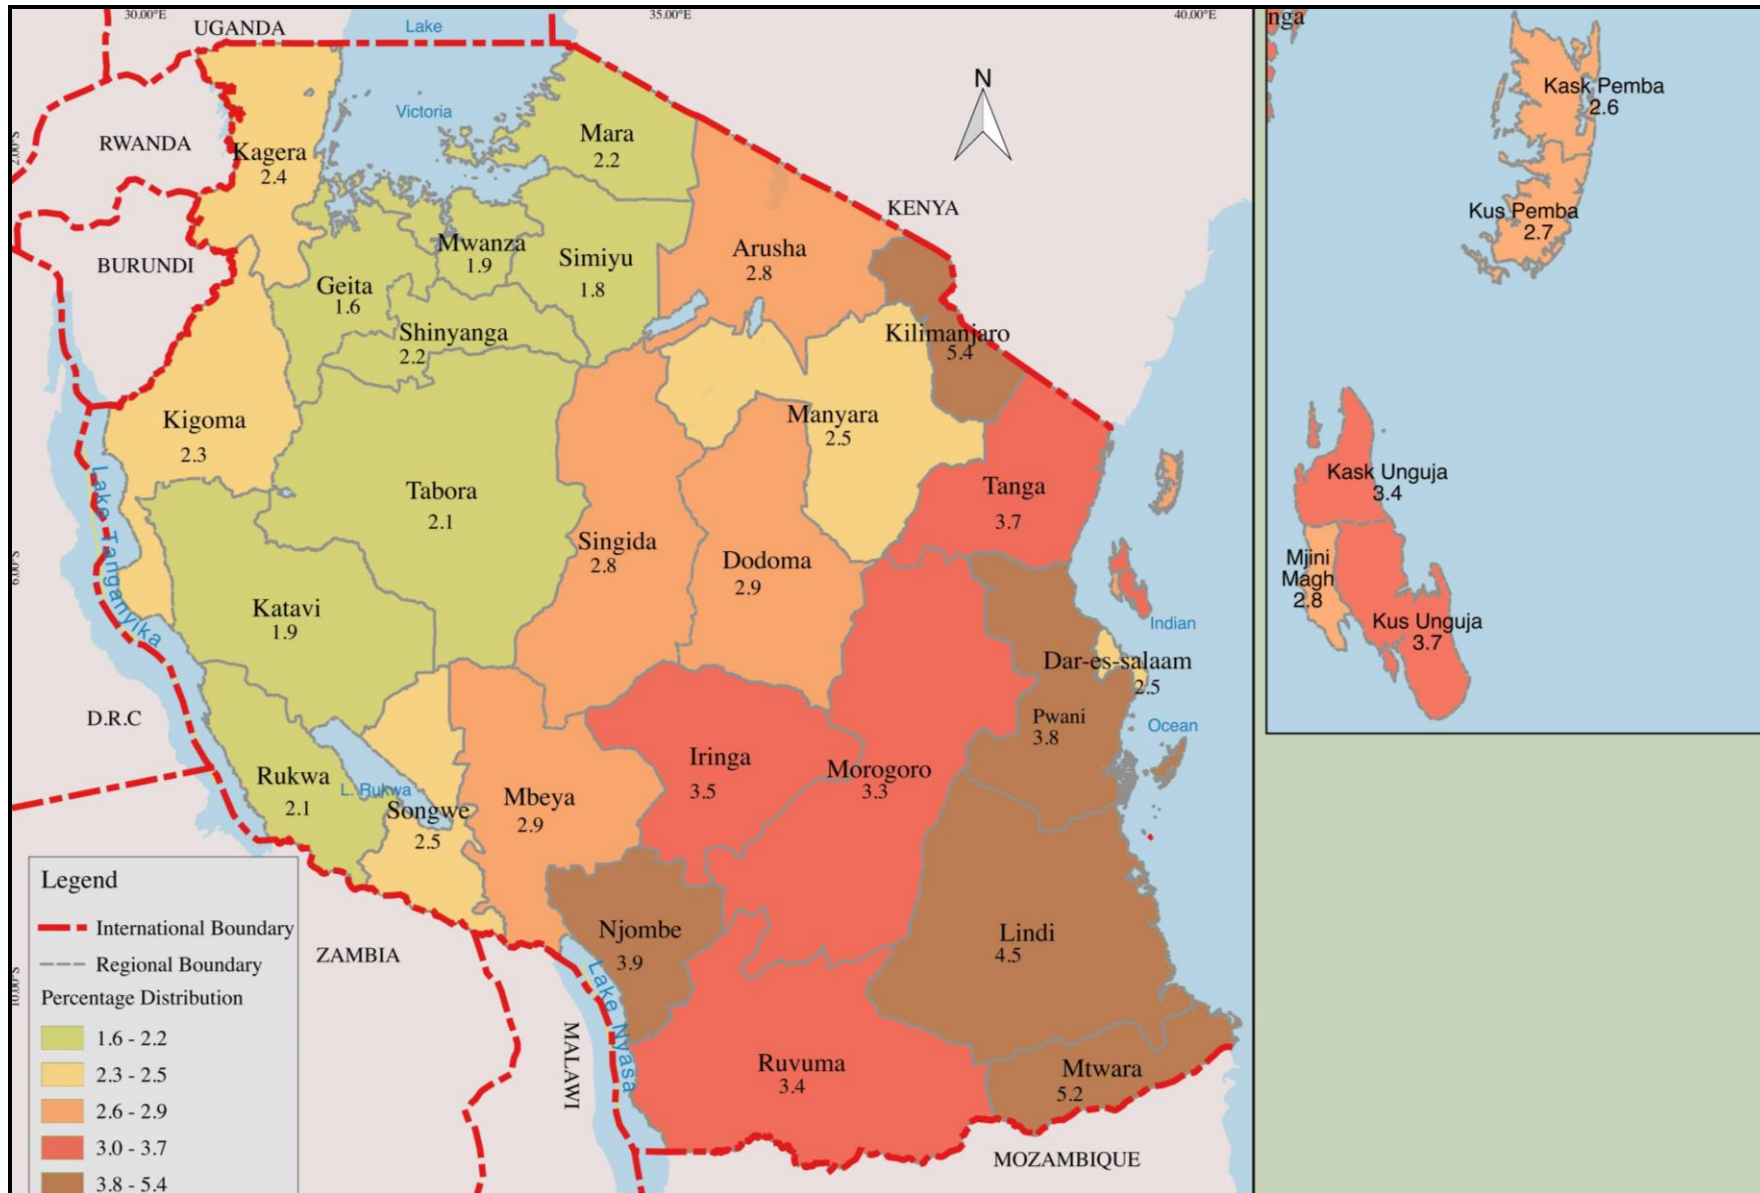 30.00°E
35.00°E
40.00°E
UGANDA
Lake
Victoria
RWANDA
BURUNDI
KENYA
N
Kagera
2.4
Mara
2.2
Mwanza
1.9
Simiyu
1.8
Geita
1.6
Shinyanga
2.2
Arusha
2.8
Kilimanjaro
5.4
Kigoma
2.3
Manyara
2.5
Tabora
2.1
Tanga
3.7
Singida
2.8
Dodoma
2.9
Lake Tanganyika
6.00°S
Katavi
1.9
Indian
Dar-es-salaam
2.5
D.R.C
Pwani
3.8
Ocean
Rukwa
2.1
L. Rukwa
Songwe
2.5
Mbeya
2.9
Iringa
3.5
Morogoro
3.3
Njombe
3.9
Lindi
4.5
ZAMBIA
Lake Nyasa
MALAWI
Ruvuma
3.4
Mtwara
5.2
MOZAMBIQUE
2.00°S
10.00°S
Legend
International Boundary
Regional Boundary
Percentage Distribution
1.6 - 2.2
2.3 - 2.5
2.6 - 2.9
3.0 - 3.7
3.8 - 5.4
nga
Kask Pemba
2.6
Kus Pemba
2.7
Kask Unguja
3.4
Mjini
Magh
2.8
Kus Unguja
3.7